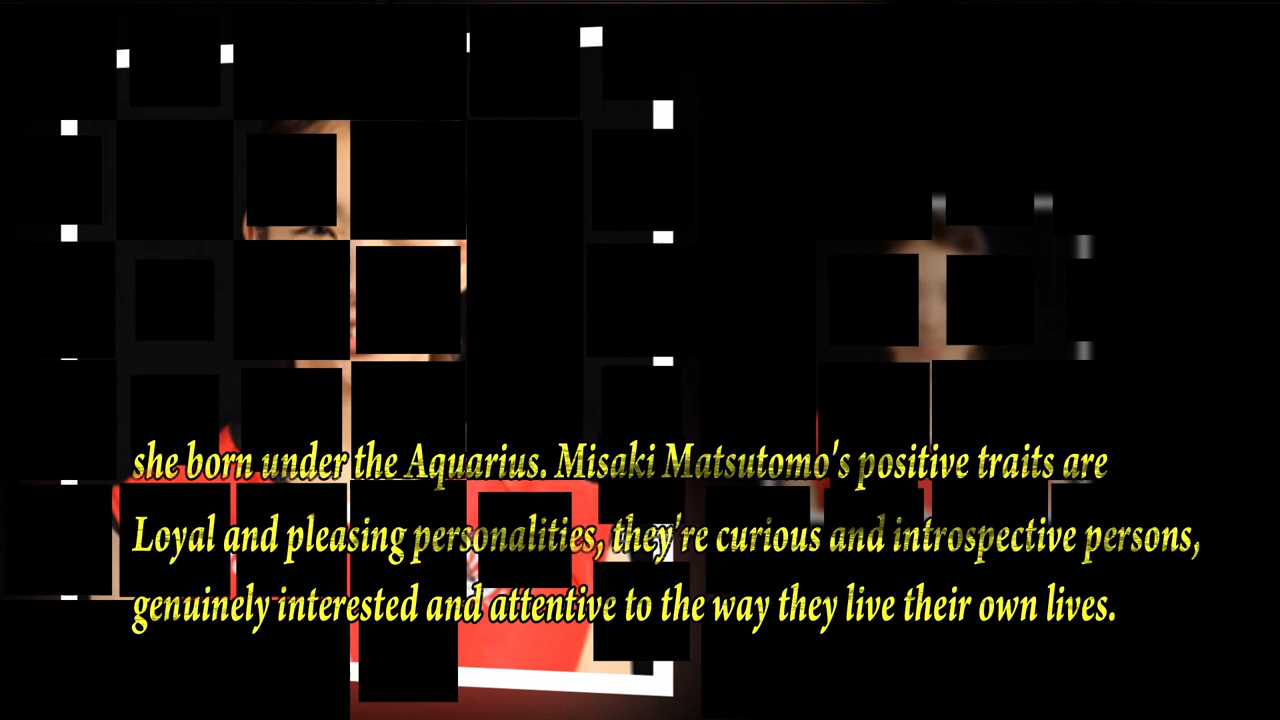 she born under the Aquarius. Misaki Matsutomo's positive traits are
Loyal and pleasing personalities, they're curious and introspective persons,
genuinely interested and attentive to the way they live their own lives.